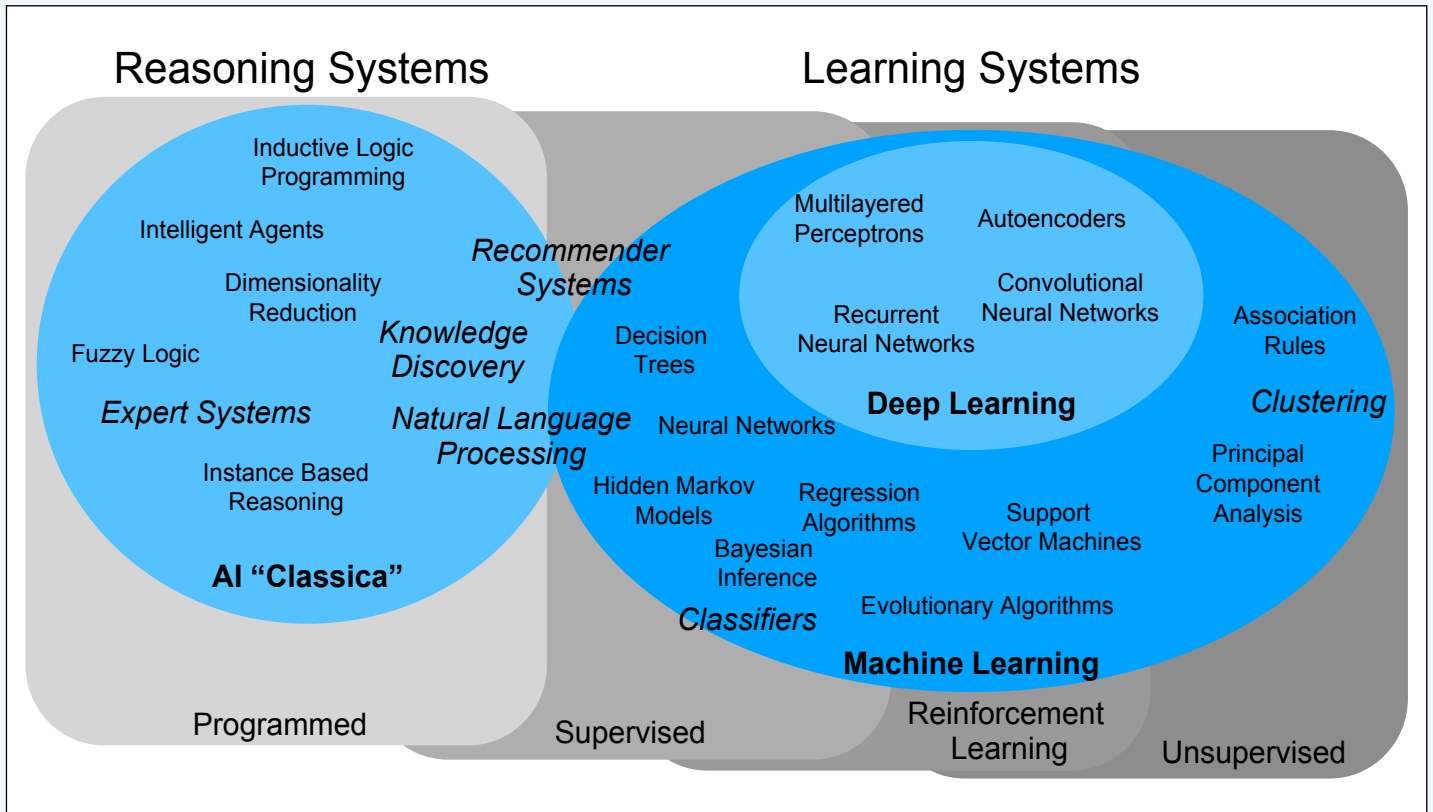 Reasoning Systems
Learning Systems
Inductive Logic
Programming
Intelligent Agents
Dimensionality
Reduction
Fuzzy Logic
Expert Systems
Instance Based
Reasoning
AI “Classica”
Recommender
Systems
Knowledge
Discovery
Natural Language
Processing
Multilayered
Perceptrons
Autoencoders
Convolutional
Neural Networks
Recurrent
Neural Networks
Deep Learning
Decision
Trees
Neural Networks
Hidden Markov
Models
Regression
Algorithms
Bayesian
Inference
Support
Vector Machines
Classifiers
Evolutionary Algorithms
Machine Learning
Association
Rules
Clustering
Principal
Component
Analysis
Programmed
Supervised
Reinforcement
Learning
Unsupervised